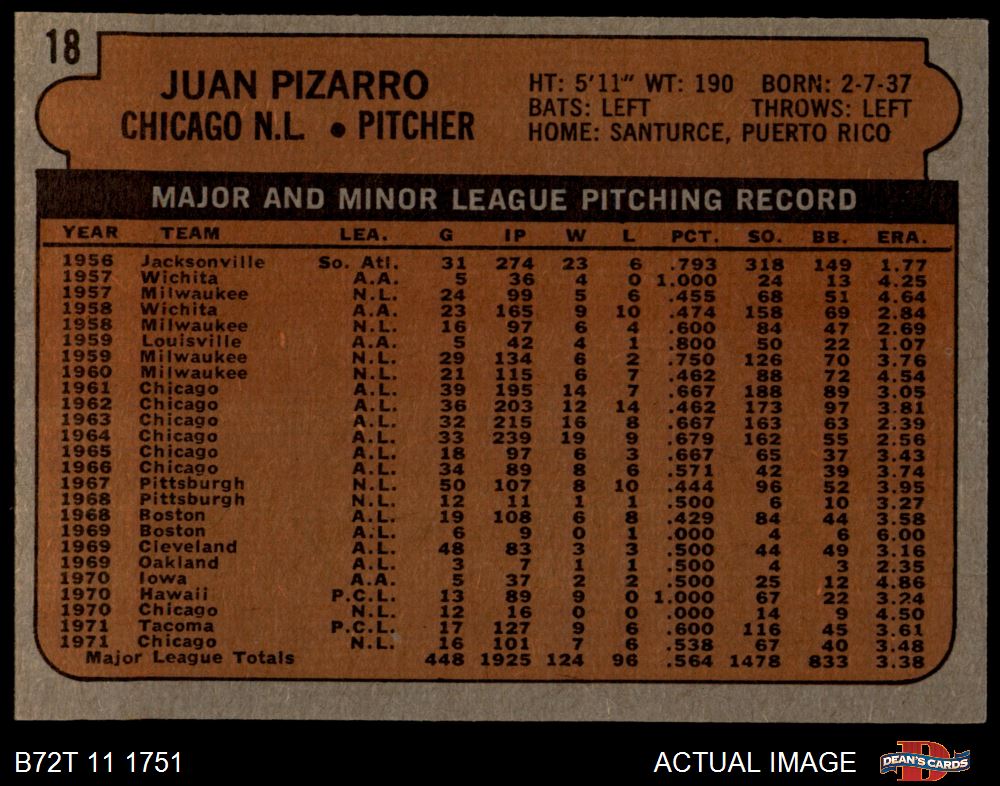 18
JUAN PIZARRO
CHICAGO N.L. • PITCHER
HT: 5'11" WT: 190 BORN: 2-7-37
BATS: LEFT THROWS: LEFT
HOME: SANTURCE, PUERTO RICO
MAJOR AND MINOR LEAGUE PITCHING RECORD
YEAR TEAM LEA. G IP W L PCT. SO. BB. ERA.
1956 Jacksonville So. Atl. 31 274 23 6 .793 318 149 1.77
1957 Wichita A.A. 5 36 4 0 1.000 24 13 4.25
1957 Milwaukee N.L. 24 99 5 6 .455 68 51 4.64
1958 Wichita A.A. 23 165 9 10 .474 158 69 2.84
1958 Milwaukee N.L. 16 97 6 4 .600 84 47 2.69
1959 Louisville A.A. 5 42 4 1 .800 50 22 1.07
1959 Milwaukee N.L. 29 134 6 2 .750 126 70 3.76
1960 Milwaukee N.L. 21 115 6 7 .462 88 72 4.54
1961 Chicago A.L. 39 195 14 7 .667 188 89 3.05
1962 Chicago A.L. 36 203 12 14 .462 173 97 3.81
1963 Chicago A.L. 32 215 16 8 .667 163 63 2.39
1964 Chicago A.L. 33 239 19 9 .679 162 55 2.56
1965 Chicago A.L. 18 97 6 3 .667 65 37 3.43
1966 Chicago A.L. 34 89 8 6 .571 42 39 3.74
1967 Pittsburgh N.L. 50 107 8 10 .444 96 52 3.95
1968 Pittsburgh N.L. 12 11 1 1 .500 6 10 3.27
1968 Boston A.L. 19 108 6 8 .429 84 44 3.58
1969 Boston A.L. 6 9 0 1 .000 4 6 6.00
1969 Cleveland A.L. 48 83 3 3 .500 44 49 3.16
1969 Oakland A.L. 3 7 1 1 .500 4 3 2.35
1970 Iowa A.A. 5 37 2 2 .500 25 12 4.86
1970 Hawaii P.C.L. 13 89 9 0 1.000 67 22 3.24
1970 Chicago N.L. 12 16 0 0 .000 14 9 4.50
1971 Tacoma P.C.L. 17 127 9 6 .600 116 45 3.61
1971 Chicago N.L. 16 101 7 6 .538 67 40 3.48
Major League Totals 448 1925 124 96 .564 1478 833 3.38
B72T 11 1751 ACTUAL IMAGE D DEAN'S CARDS